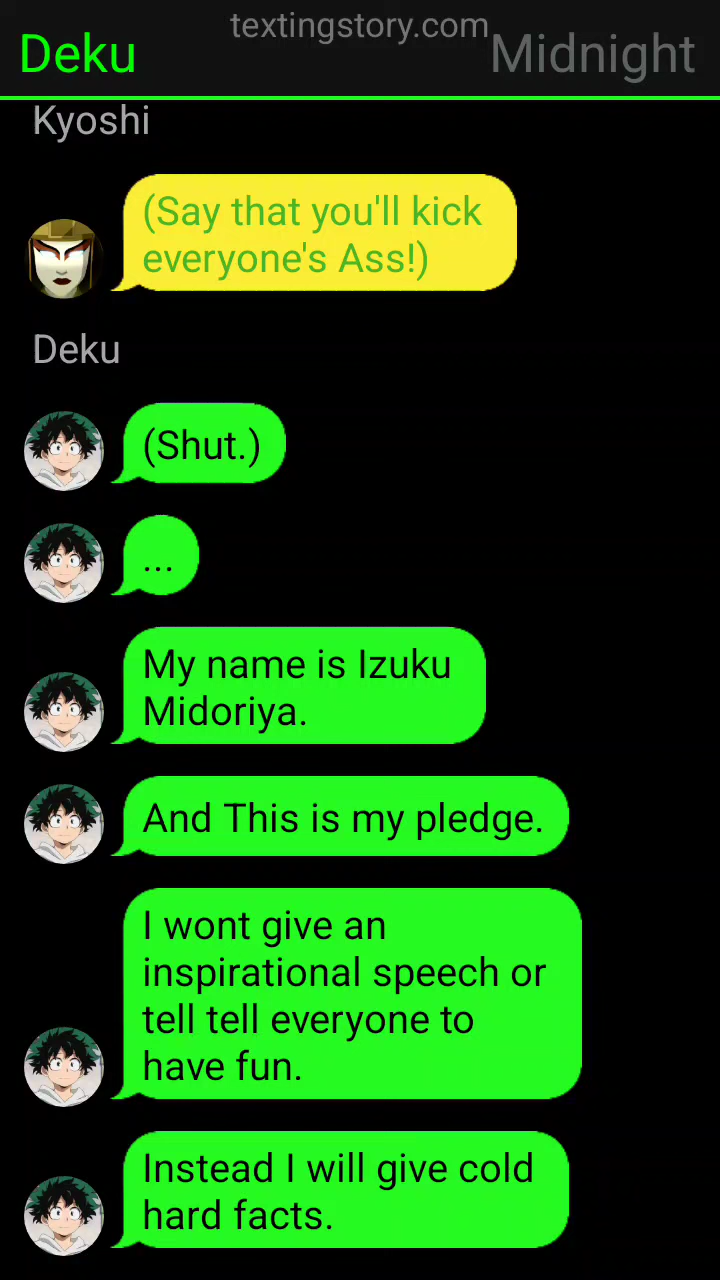 textingstory.com
Deku
Midnight
Kyoshi
(Say that you'll kick
everyone's Ass!)
Deku
(Shut.)
...
My name is Izuku
Midoriya.
And This is my pledge.
I wont give an
inspirational speech or
tell tell everyone to
have fun.
Instead I will give cold
hard facts.